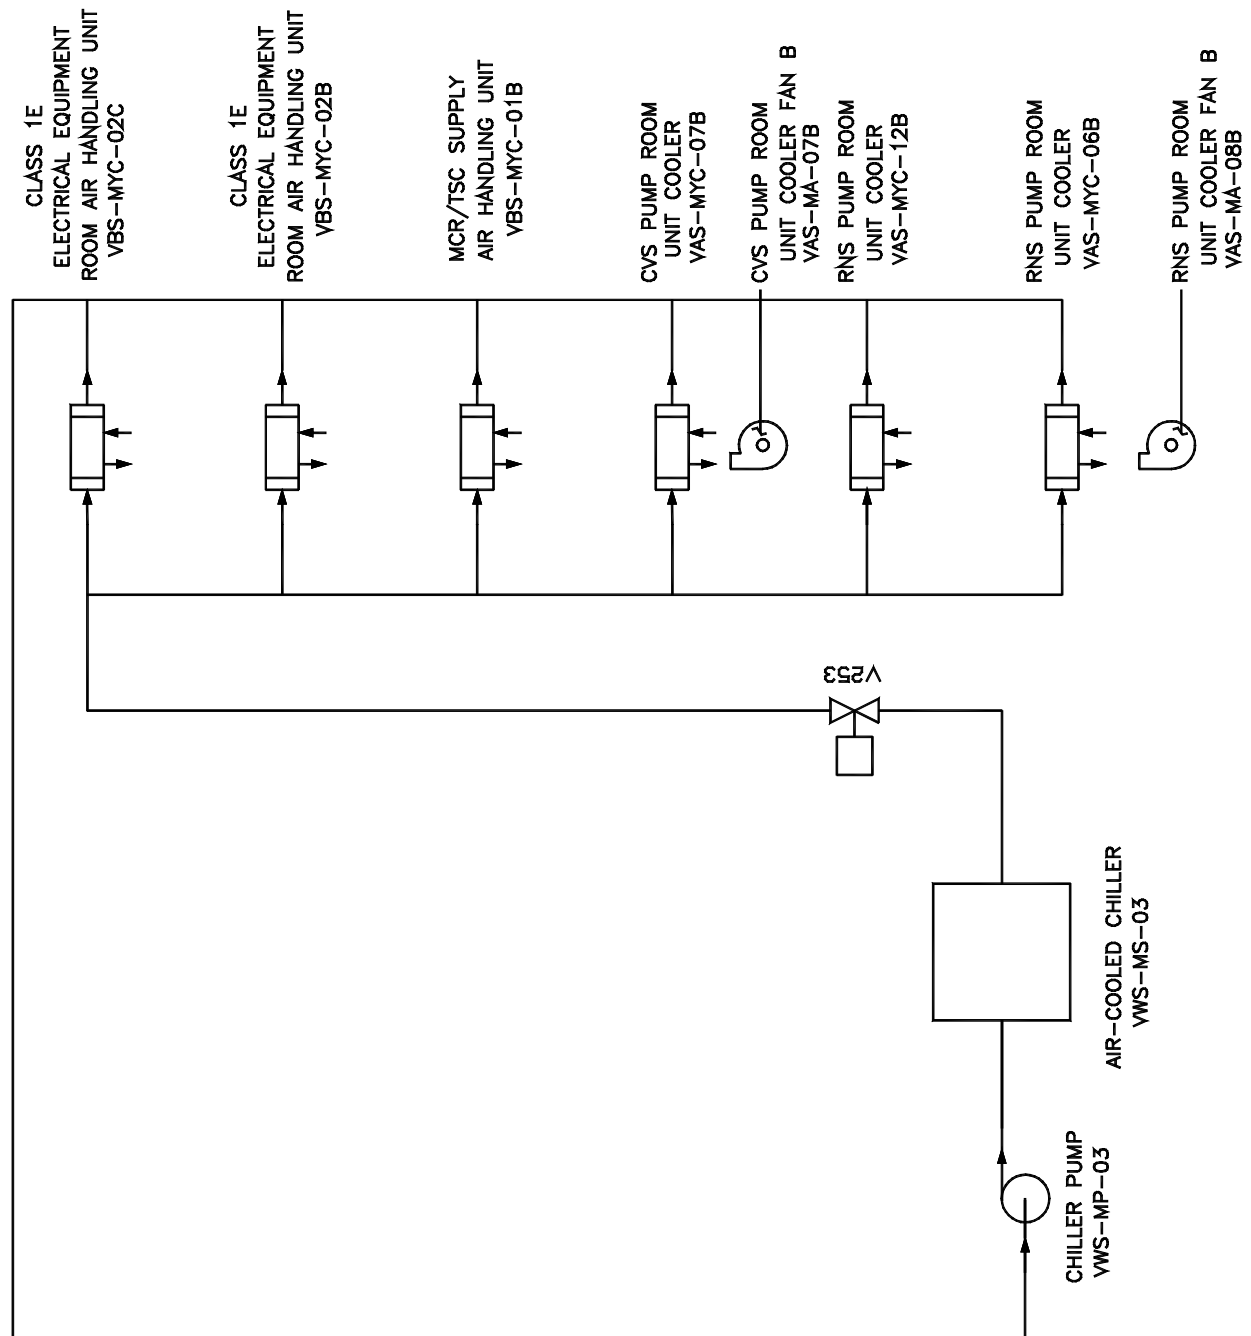 CLASS 1E
ELECTRICAL EQUIPMENT
ROOM AIR HANDLING UNIT
VBS-MYC-02C
CLASS 1E
ELECTRICAL EQUIPMENT
ROOM AIR HANDLING UNIT
VBS-MYC-02B
MCR/TSC SUPPLY
AIR HANDLING UNIT
VBS-MYC-01B
CVS PUMP ROOM
UNIT COOLER
VAS-MYC-07B
CVS PUMP ROOM
UNIT COOLER FAN B
VAS-MA-07B
RNS PUMP ROOM
UNIT COOLER
VAS-MYC-12B
RNS PUMP ROOM
UNIT COOLER
VAS-MYC-06B
RNS PUMP ROOM
UNIT COOLER FAN B
VAS-MA-08B
V253
AIR-COOLED CHILLER
VWS-MS-03
CHILLER PUMP
VWS-MP-03